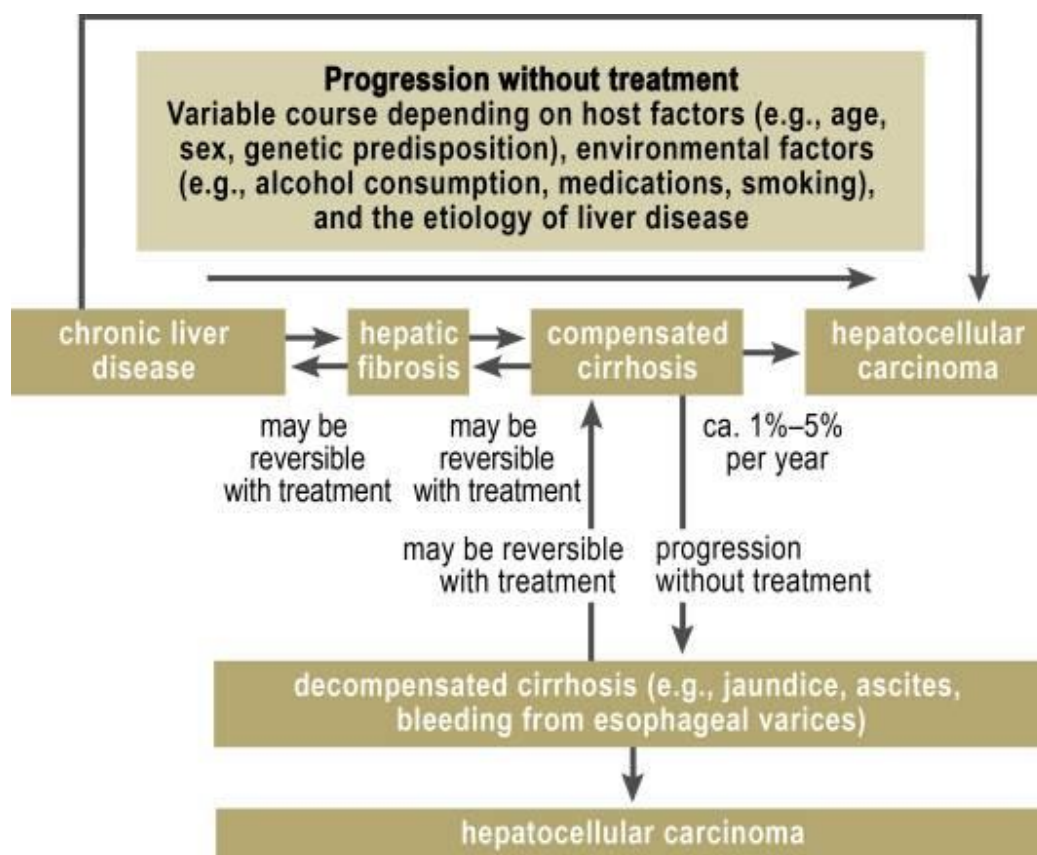 Progression without treatment
Variable course depending on host factors (e.g., age,
sex, genetic predisposition), environmental factors
(e.g., alcohol consumption, medications, smoking),
and the etiology of liver disease
chronic liver
disease
hepatic
fibrosis
compensated
cirrhosis
hepatocellular
carcinoma
may be
reversible
with treatment
may be
reversible
with treatment
ca. 1%–5%
per year
may be reversible
with treatment
progression
without treatment
decompensated cirrhosis (e.g., jaundice, ascites,
bleeding from esophageal varices)
hepatocellular carcinoma